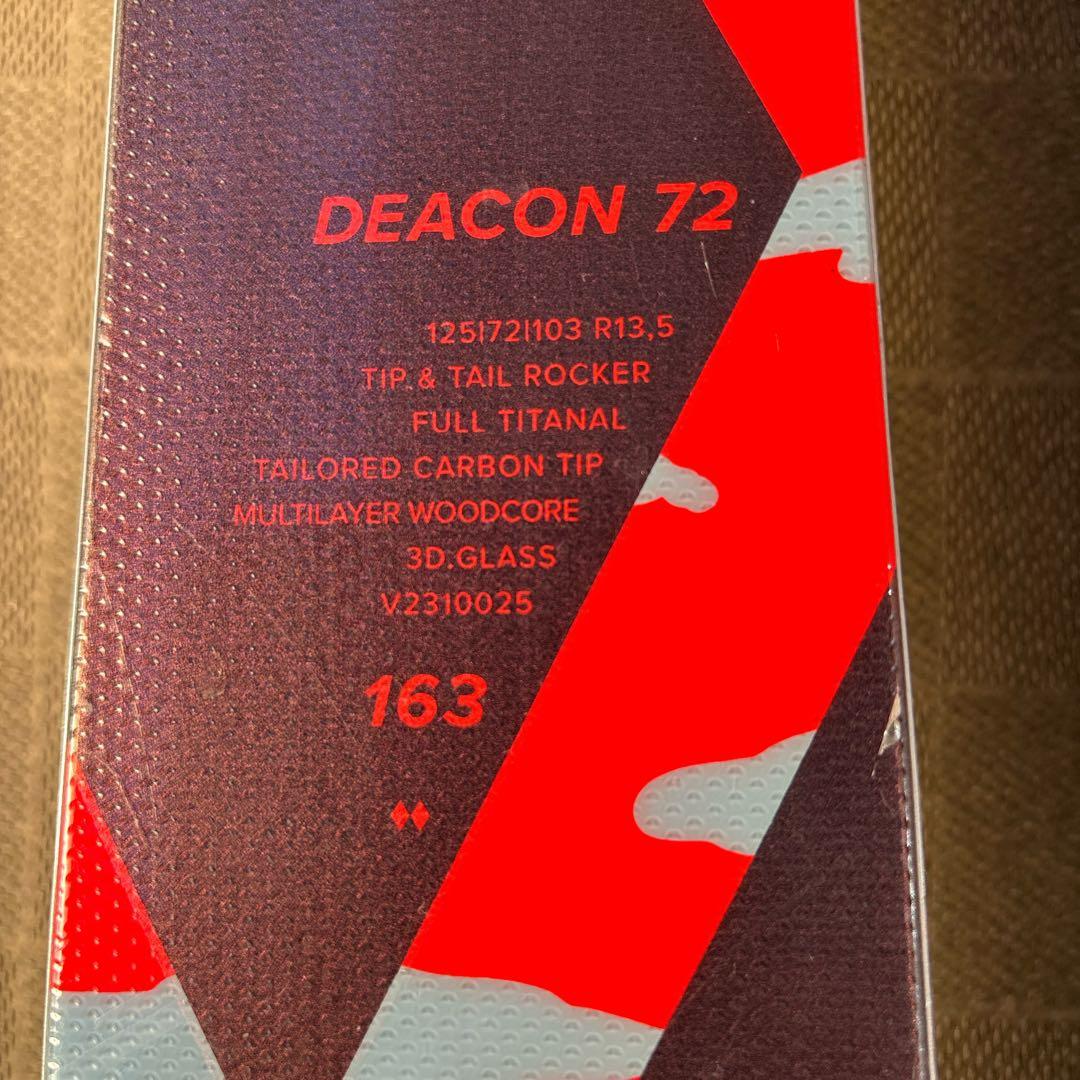 DEACON 72
125|72|103 R13,5
TIP & TAIL ROCKER
FULL TITANAL
TAILORED CARBON TIP
MULTILAYER WOODCORE
3D.GLASS
V2310025
163